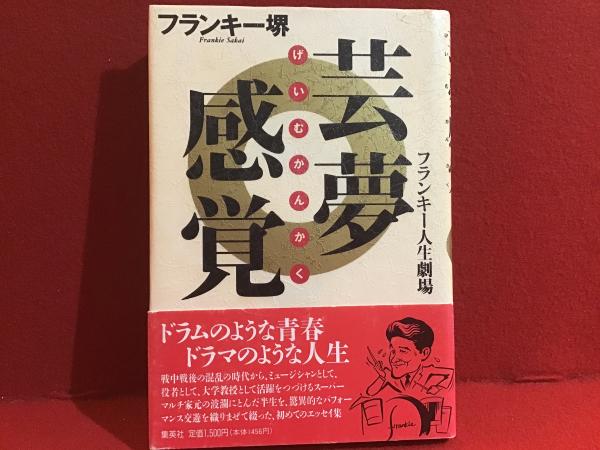 フランキー堺
Frankie Sakai
芸夢
げいむかんかく
感覚
フランキー人生劇場
ドラムのような青春
ドラマのような人生
戦中戦後の混乱の時代から、ミュージシャンとして、
役者として、大学教授として活躍をつづけるスーパー
マルチ家元の波瀾にとんだ半生を、驚異的なパフォー
マンス交遊を織りませて綴った、初めてのエッセイ集
集英社 定価1,500円(本体1456円)
Frankie